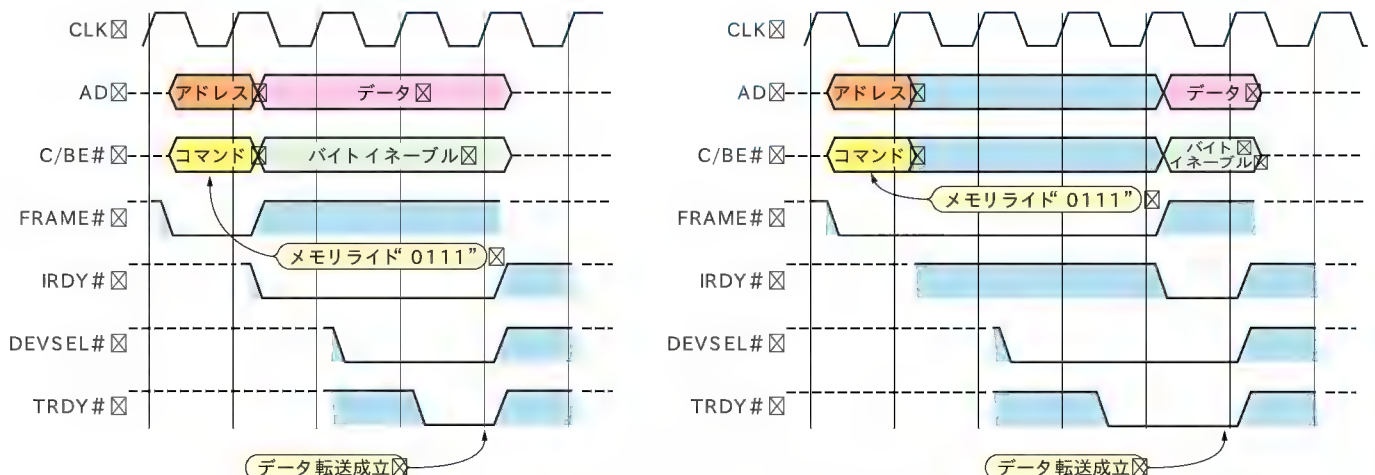 CLK
AD
アドレス
データ
C/BE#
コマンド
バイトイネーブル
FRAME#
メモリライド“0111”
IRDY#
DEVSEL#
TRDY#
データ転送成立
CLK
AD
アドレス
データ
C/BE#
コマンド
バイト
イネーブル
メモリライド“0111”
FRAME#
IRDY#
DEVSEL#
TRDY#
データ転送成立